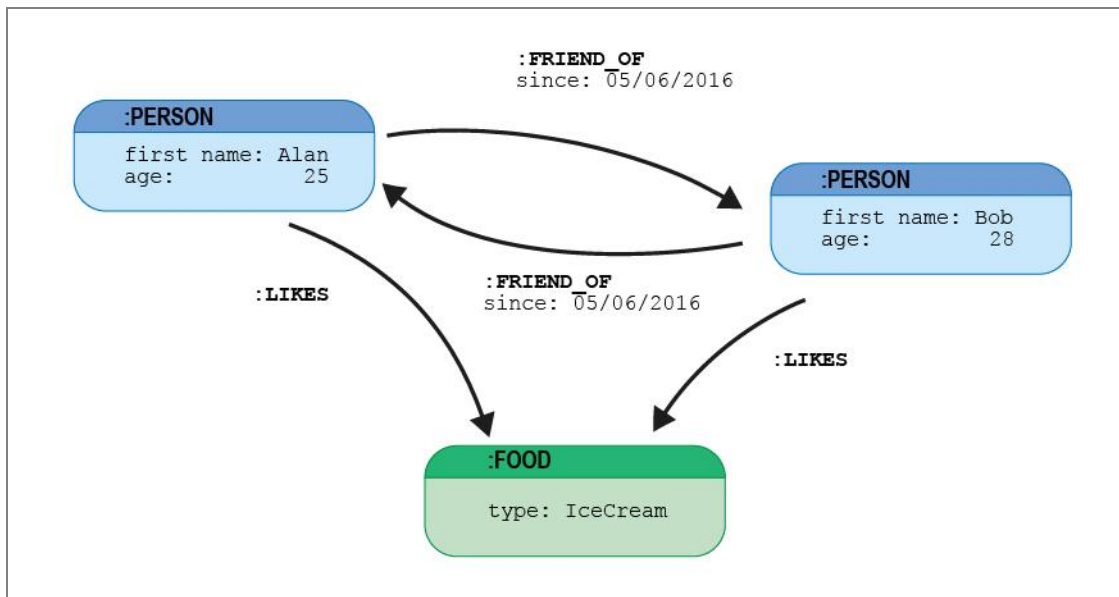 :FRIEND_OF
since: 05/06/2016
:PERSON
first name: Alan
age: 25
:PERSON
first name: Bob
age: 28
:LIKES
:FRIEND_OF
since: 05/06/2016
:LIKES
:FOOD
type: IceCream